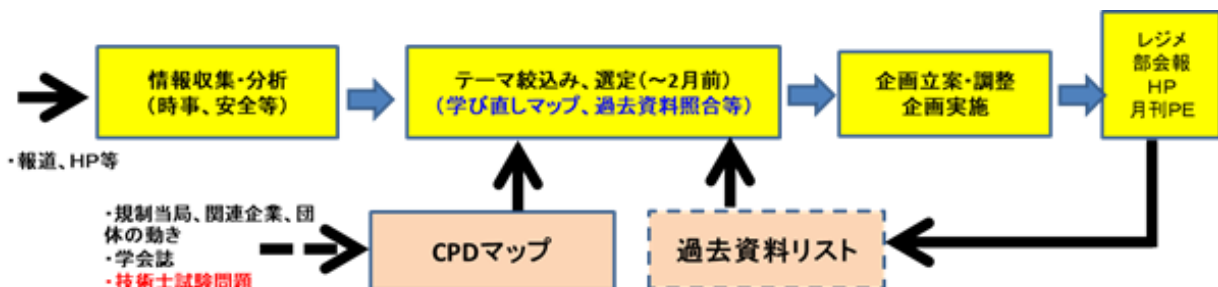 情報収集・分析
(時事、安全等)
テーマ絞込み、選定(～2月前)
(学び直しマップ、過去資料照合等)
企画立案・調整
企画実施
レジメ
部会報
HP
月刊PE
・報道、HP等
・規制当局、関連企業、団
体の動き
・学会誌
・技術士試験問題
CPDマップ
過去資料リスト